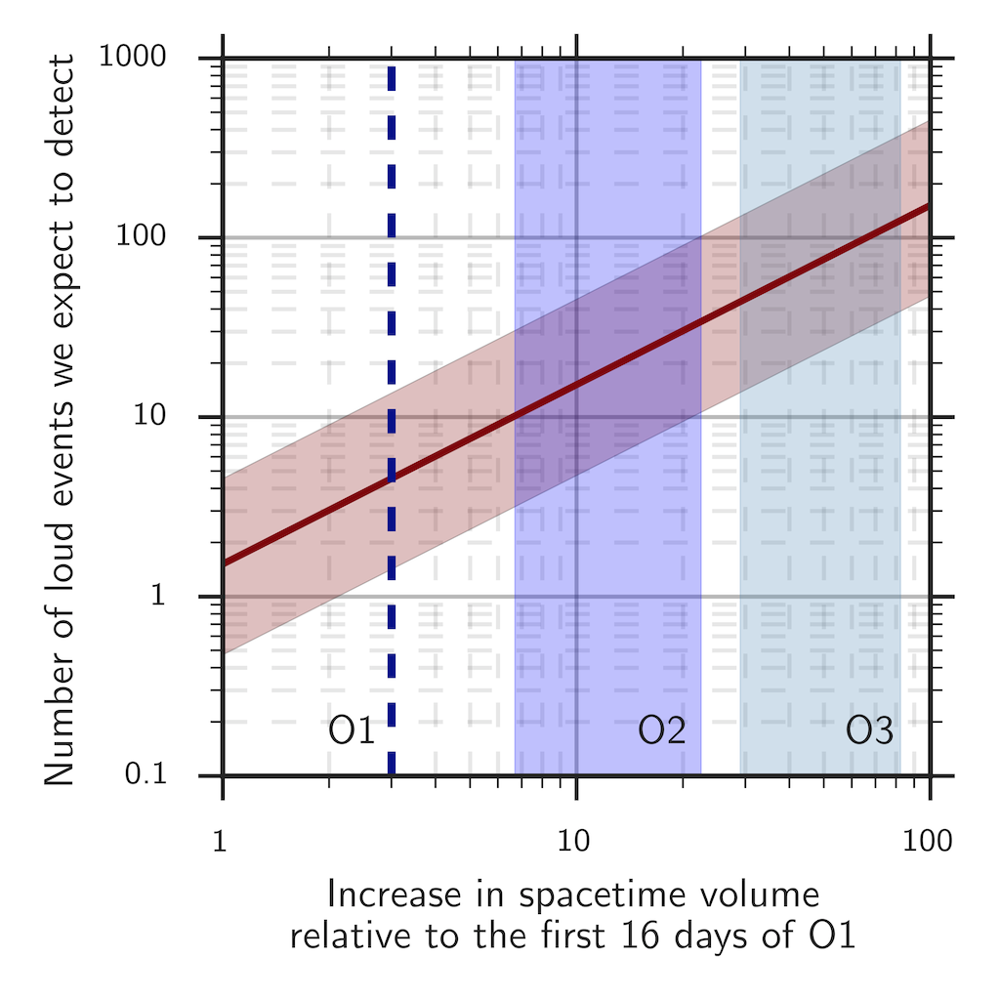 Number of loud events we expect to detect
1000
100
10
1
0.1
O1
O2
O3
1
10
100
Increase in spacetime volume
relative to the first 16 days of O1